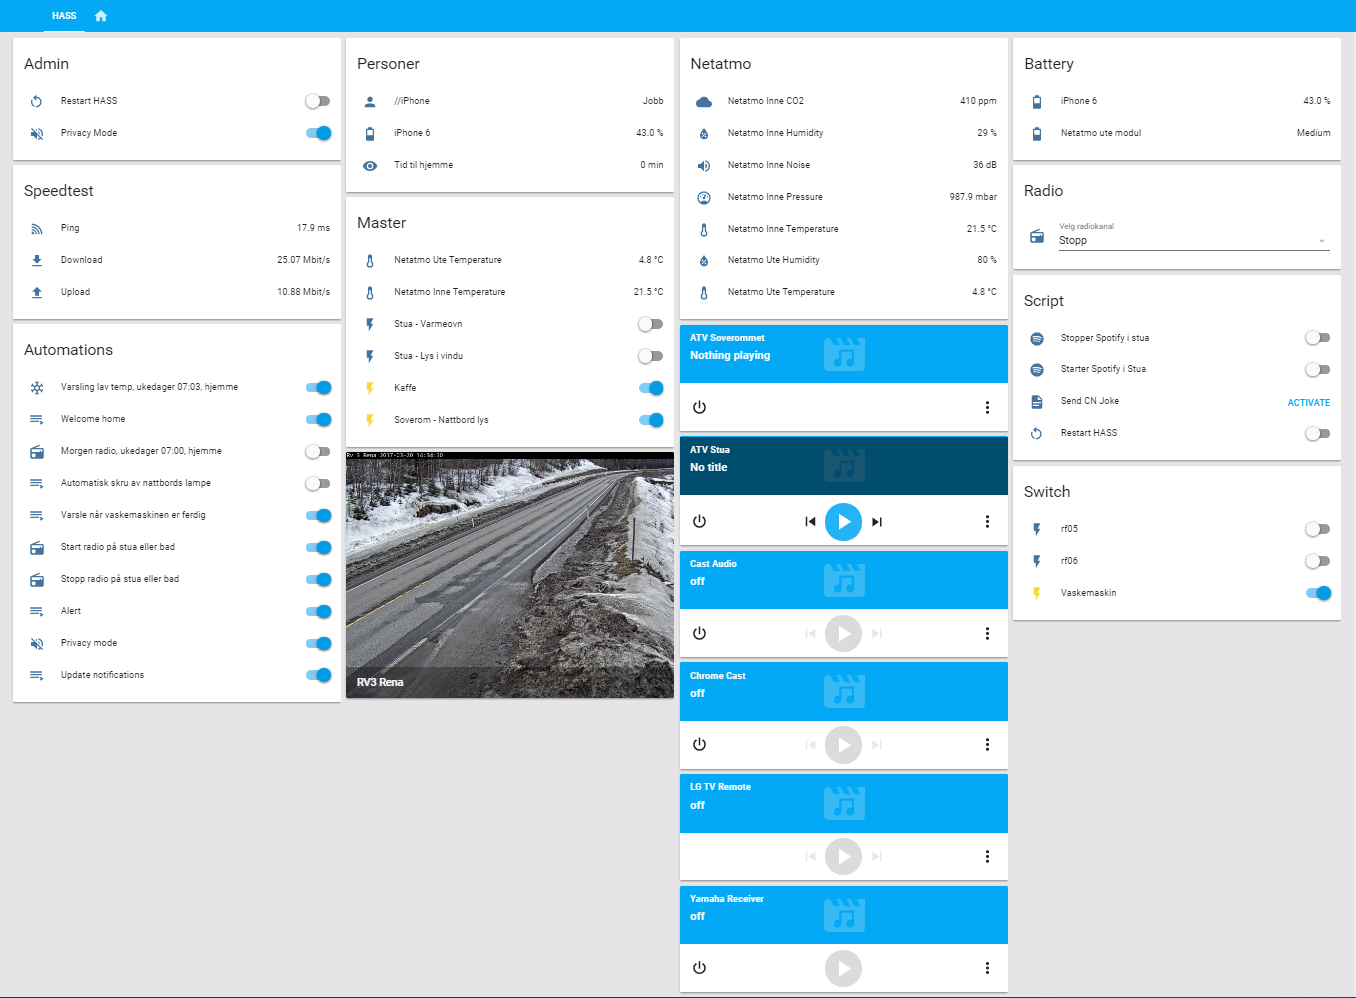 HASS
Admin
Restart HASS
Privacy Mode
Speedtest
Ping 17.9 ms
Download 25.07 Mbit/s
Upload 10.88 Mbit/s
Automations
Varsling lav temp, ukedager 07:03, hjemme
Welcome home
Morgen radio, ukedager 07:00, hjemme
Automatisk skru av nattbords lampe
Varsle når vaskemaskinen er ferdig
Start radio på stua eller bad
Stopp radio på stua eller bad
Alert
Privacy mode
Update notifications
Personer
//iPhone Jobb
iPhone 6 43.0 %
Tid til hjemme 0 min
Master
Netatmo Ute Temperature 4.8 °C
Netatmo Inne Temperature 21.5 °C
Stua - Varmeovn
Stua - Lys i vindu
Kaffe
Soverom - Nattbord lys
Rv 3 Rena 2017-03-20 14:34:30
RV3 Rena
Netatmo
Netatmo Inne CO2 410 ppm
Netatmo Inne Humidity 29 %
Netatmo Inne Noise 36 dB
Netatmo Inne Pressure 987.9 mbar
Netatmo Inne Temperature 21.5 °C
Netatmo Ute Humidity 80 %
Netatmo Ute Temperature 4.8 °C
ATV Soverommet
Nothing playing
ATV Stua
No title
Cast Audio
off
Chrome Cast
off
LG TV Remote
off
Yamaha Receiver
off
Battery
iPhone 6 43.0 %
Netatmo ute modul Medium
Radio
Velg radiokanal
Stopp
Script
Stopper Spotify i stua
Starter Spotify i Stua
Send CN Joke ACTIVATE
Restart HASS
Switch
rf05
rf06
Vaskemaskin